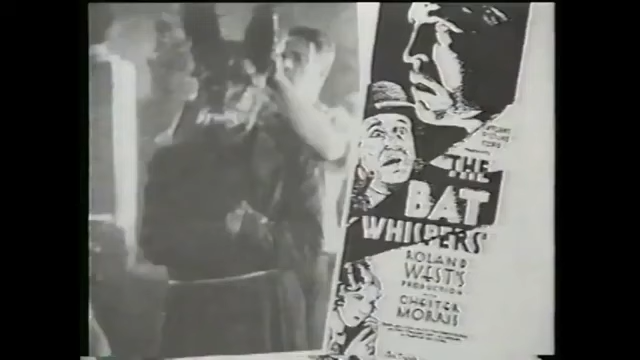 THE
BAT
WHISPERS
ROLAND
WEST'S
PRODUCTION
CHESTER
MORRIS